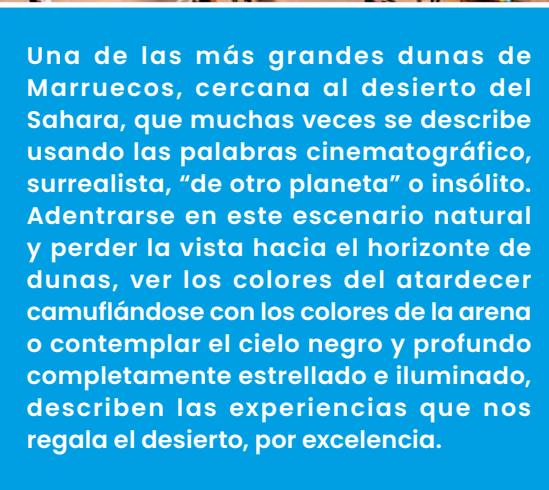 Una de las más grandes dunas de
Marruecos, cercana al desierto del
Sahara, que muchas veces se describe
usando las palabras cinematográfico,
surrealista, “de otro planeta” o insólito.
Adentrarse en este escenario natural
y perder la vista hacia el horizonte de
dunas, ver los colores del atardecer
camuflándose con los colores de la arena
o contemplar el cielo negro y profundo
completamente estrellado e iluminado,
describen las experiencias que nos
regala el desierto, por excelencia.